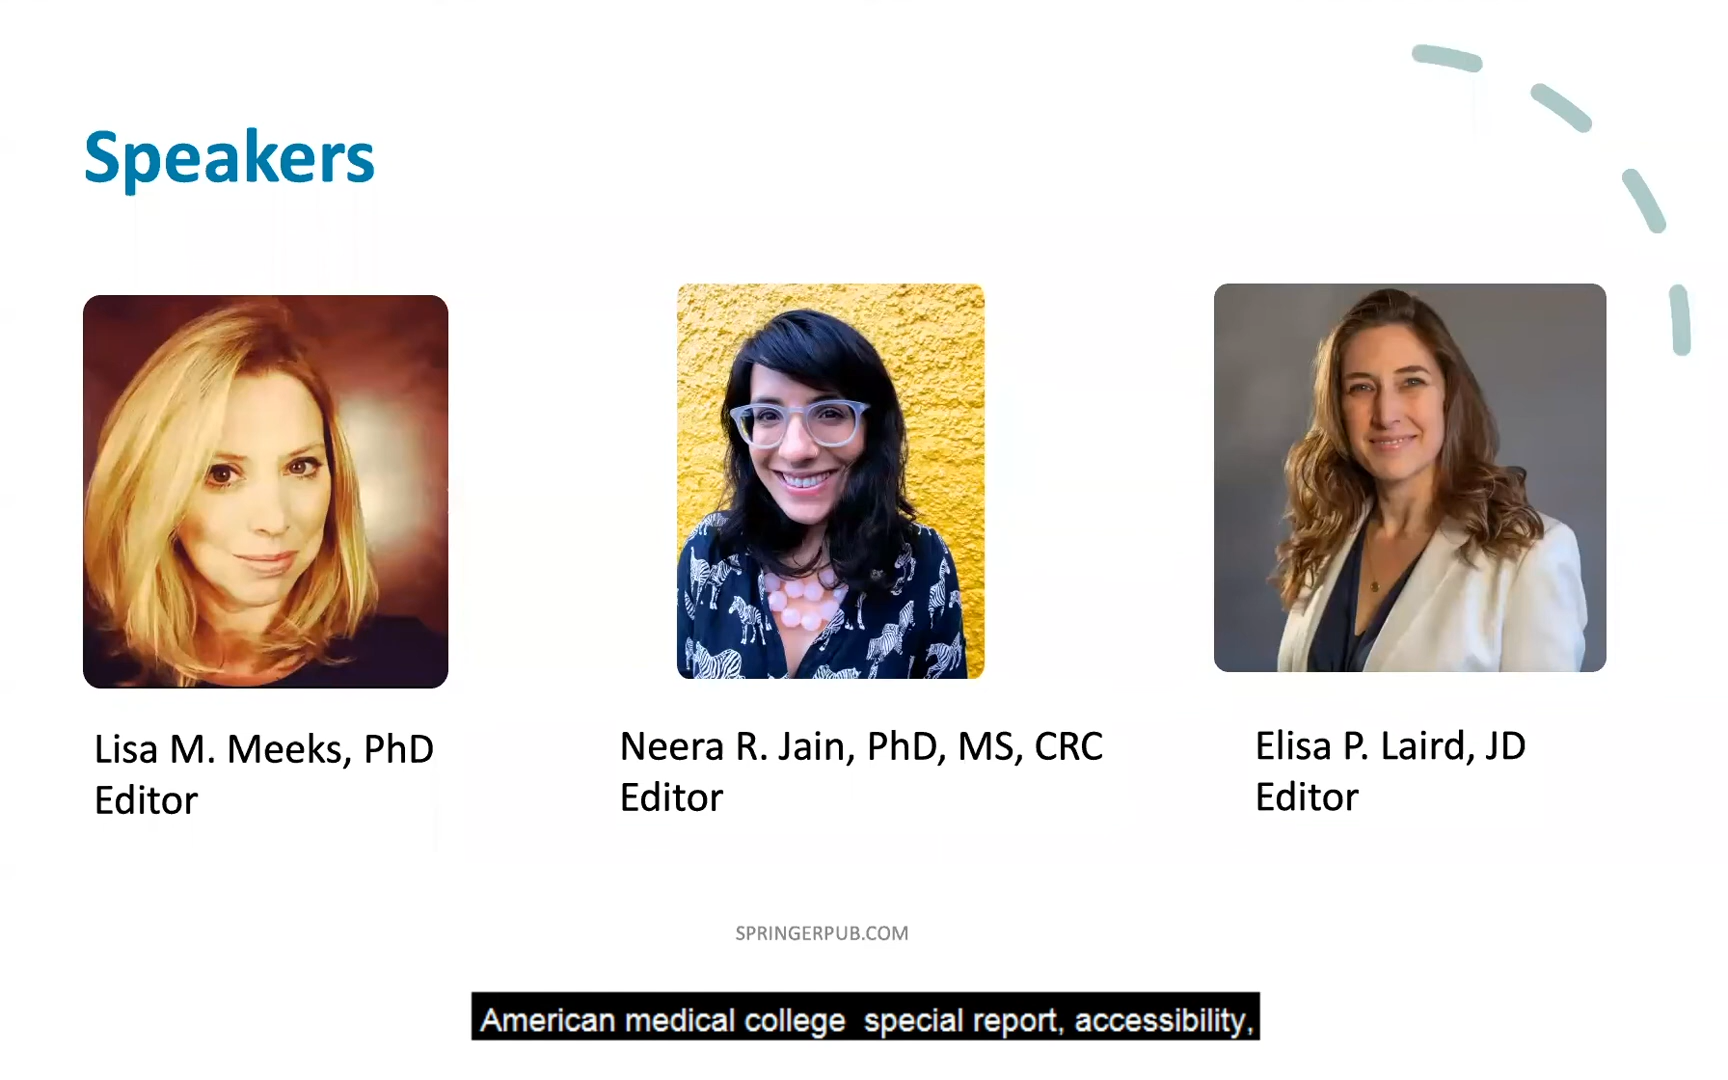 Speakers
Lisa M. Meeks, PhD
Editor
Neera R. Jain, PhD, MS, CRC
Editor
Elisa P. Laird, JD
Editor
SPRINGERPUB.COM
American medical college  special report, accessibility,